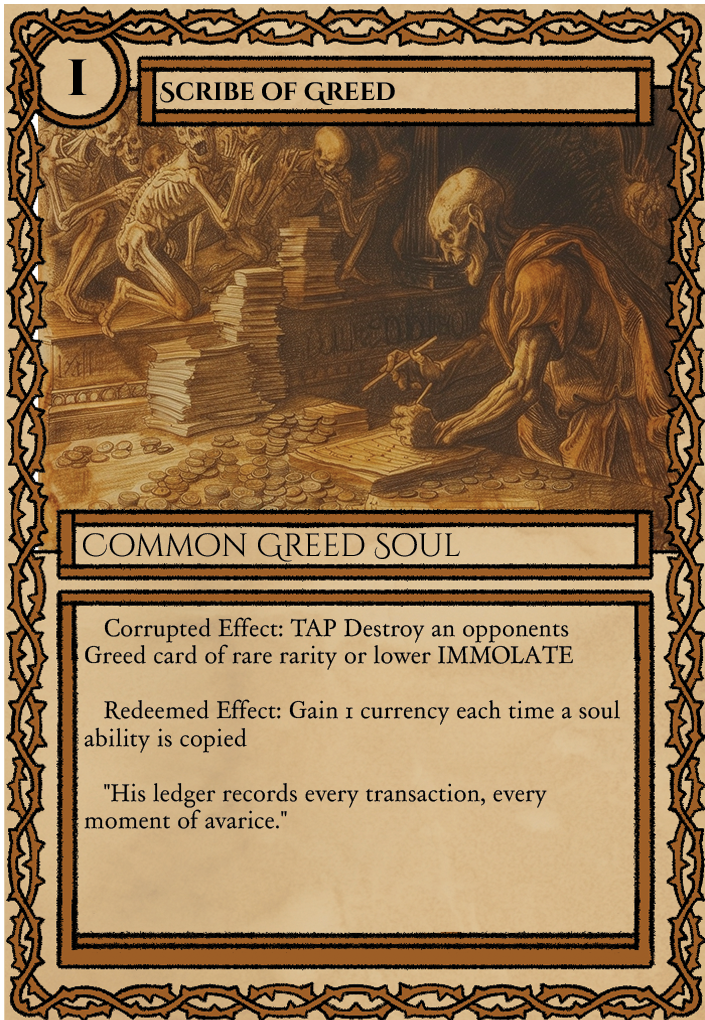 I
Scribe of Greed
Common Greed Soul
Corrupted Effect: TAP Destroy an opponents
Greed card of rare rarity or lower IMMOLATE
Redeemed Effect: Gain 1 currency each time a soul
ability is copied
"His ledger records every transaction, every
moment of avarice."